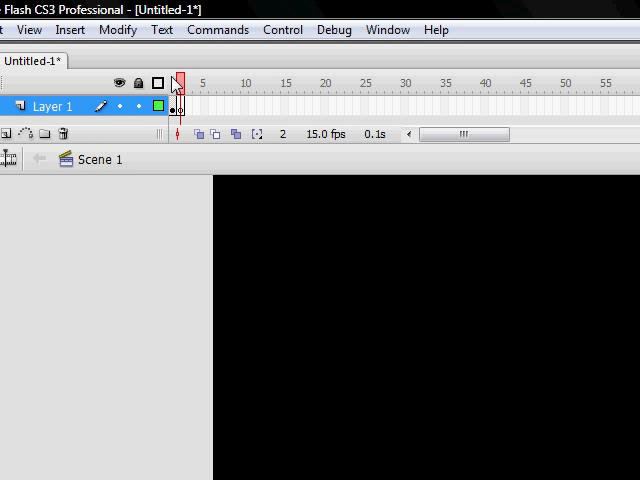 Flash CS3 Professional - [Untitled-1*]
View Insert Modify Text Commands Control Debug Window Help
Untitled-1*
5 10 15 20 25 30 35 40 45 50 55
Layer 1
2 15.0 fps 0.1s
Scene 1